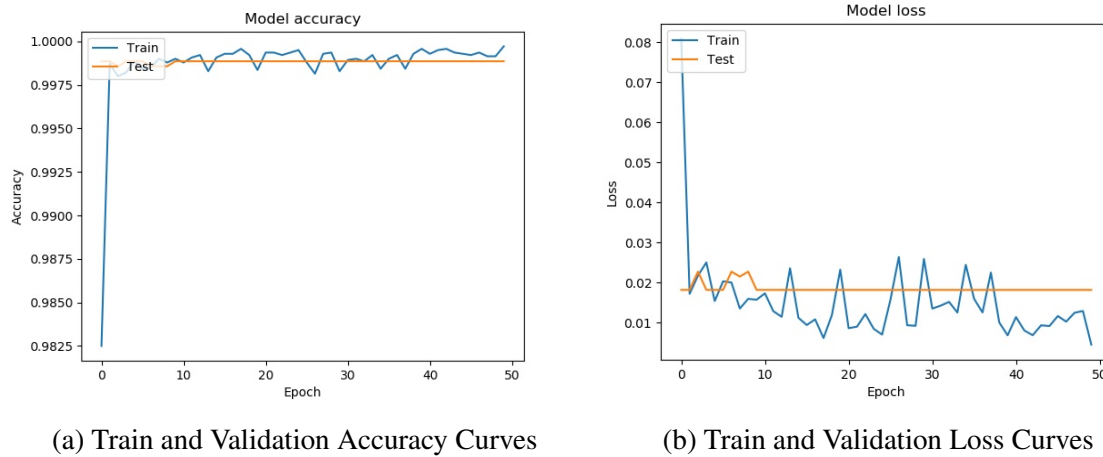 Model accuracy
1.0000
0.9975
0.9950
0.9925
0.9900
0.9875
0.9850
0.9825
Accuracy
Train
Test
0 10 20 30 40 50
Epoch
(a) Train and Validation Accuracy Curves
Model loss
0.08
0.07
0.06
0.05
0.04
0.03
0.02
0.01
Loss
Train
Test
0 10 20 30 40 50
Epoch
(b) Train and Validation Loss Curves